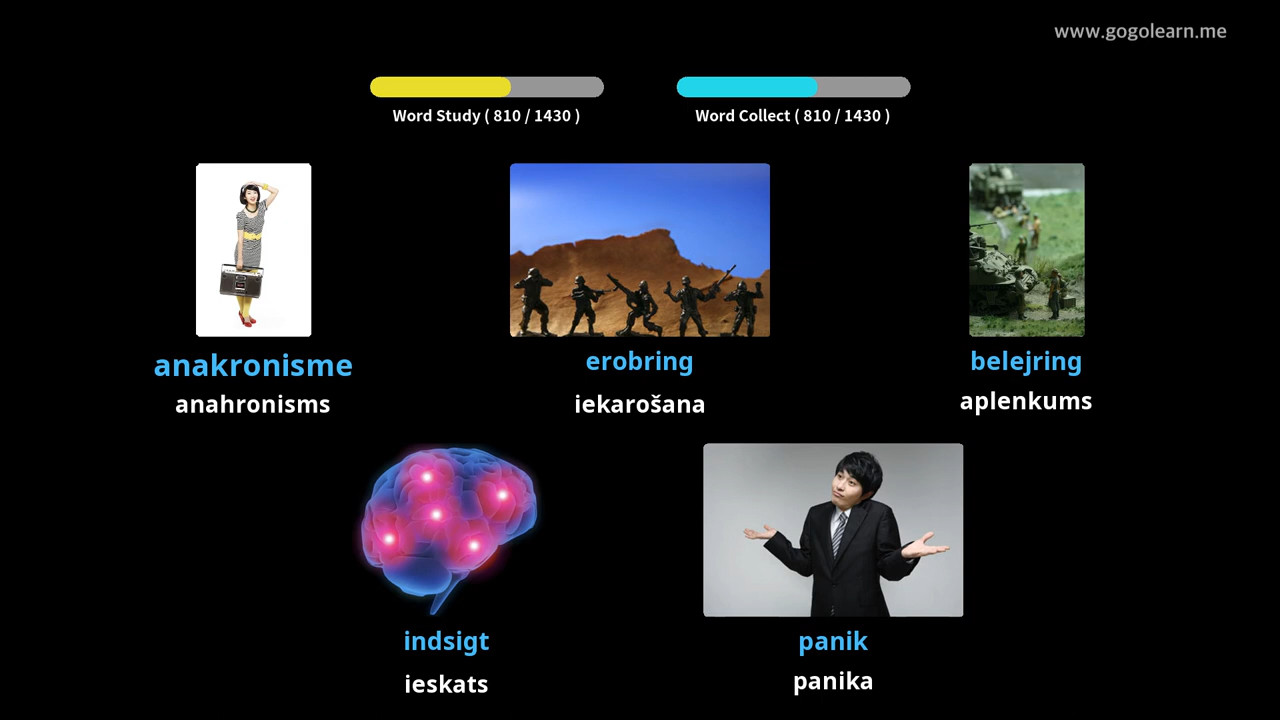 www.gogolearn.me
Word Study ( 810 / 1430 )
Word Collect ( 810 / 1430 )
anakronisme
anahronisms
erobring
iekarošana
belejring
aplenkums
indsigt
ieskats
panik
panika